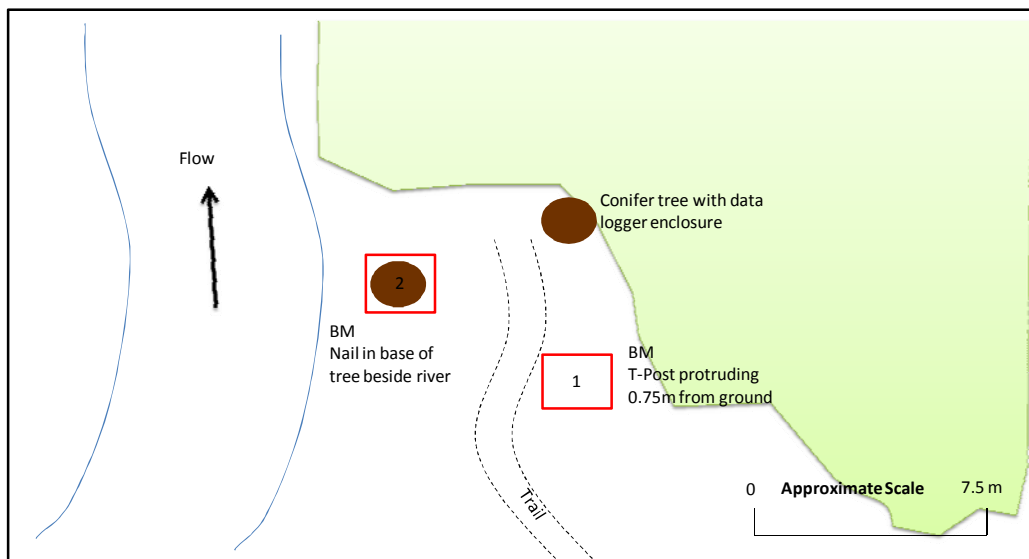 Flow
Conifer tree with data
logger enclosure
2
BM
Nail in base of
tree beside river
1
BM
T-Post protruding
0.75m from ground
Trail
0 Approximate Scale 7.5 m